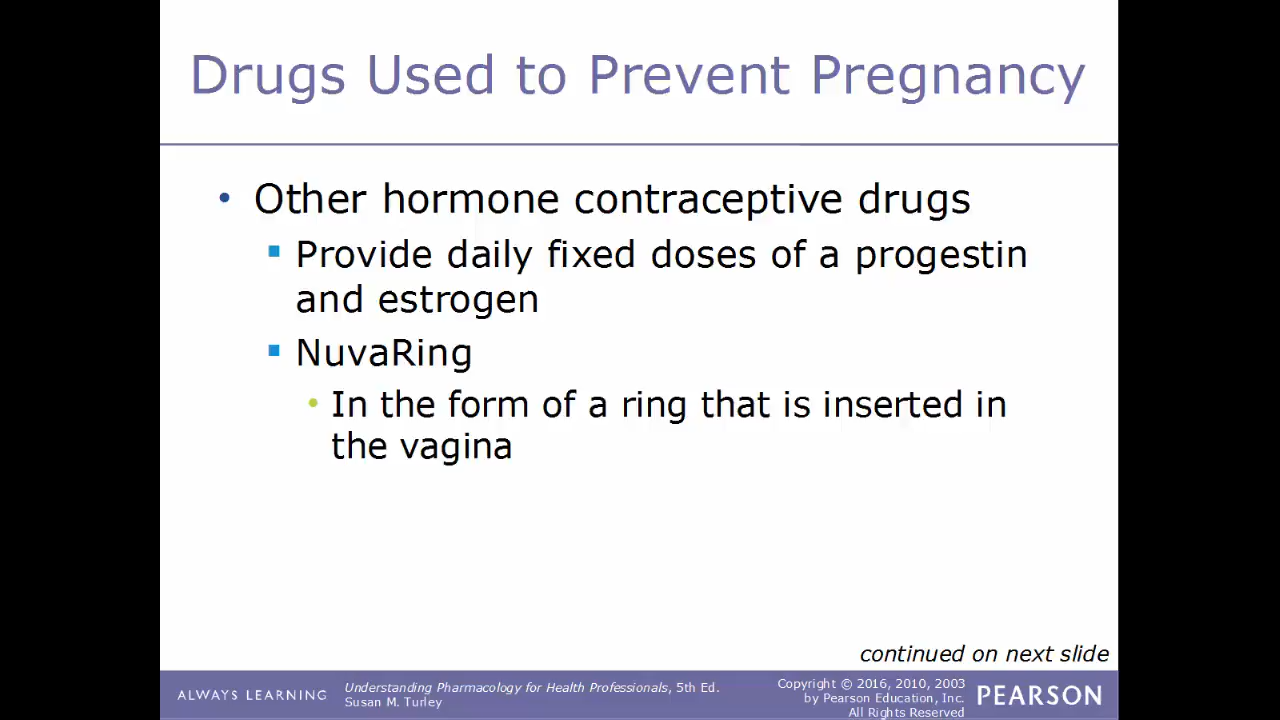 Drugs Used to Prevent Pregnancy
• Other hormone contraceptive drugs
▪ Provide daily fixed doses of a progestin
and estrogen
▪ NuvaRing
• In the form of a ring that is inserted in
the vagina
continued on next slide
ALWAYS LEARNING
Understanding Pharmacology for Health Professionals, 5th Ed.
Susan M. Turley
Copyright © 2016, 2010, 2003
by Pearson Education, Inc.
All Rights Reserved
PEARSON